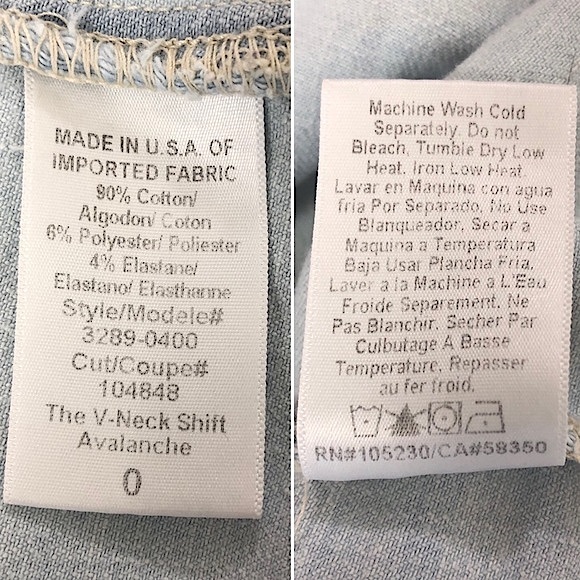 MADE IN U.S.A. OF
IMPORTED FABRIC
90% Cotton/
Algodon/ Coton
6% Polyester/ Poliester
4% Elastane/
Elastano/ Elasthanne
Style/Modele#
3289-0400
Cut/Coupe#
104848
The V-Neck Shift
Avalanche
0
Machine Wash Cold
Separately. Do not
Bleach, Tumble Dry Low
Heat. Iron Low Heat.
Lavar en Maquina con agua
fria Por Separado, No Use
Blanqueador, Secar a
Maquina a Temperatura
Baja Usar Plancha Fria.
Laver a la Machine a L'Eau
Froide Separement. Ne
Pas Blanchir. Secher Par
Culbutage A Basse
Temperature. Repasser
au fer froid.
RN#105230/CA#58350